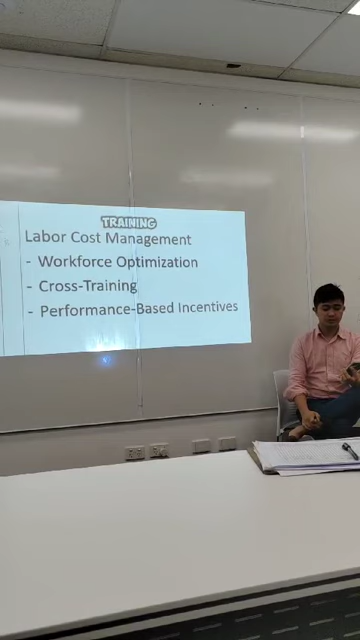 TRAINING
Labor Cost Management
- Workforce Optimization
- Cross-Training
- Performance-Based Incentives